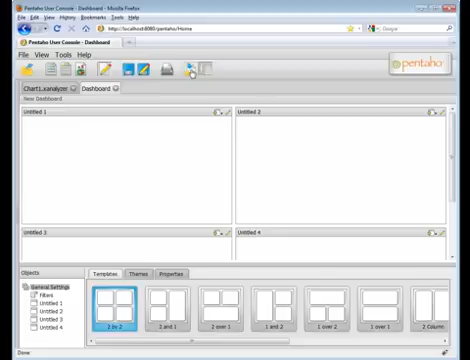 Pentaho User Console - Dashboard - Mozilla Firefox
File Edit View History Bookmarks Tools Help
http://localhost:8080/pentaho/Home
Google
Pentaho User Console - Dashboard
File View Tools Help
pentaho
Chart1.xanalyzer Dashboard
New Dashboard
Untitled 1 Untitled 2
Untitled 3 Untitled 4
Objects
Templates Themes Properties
General Settings
Filters
Untitled 1
Untitled 2
Untitled 3
Untitled 4
2 by 2 2 and 1 2 over 1 1 and 2 1 over 2 1 over 1 2 Column
Done